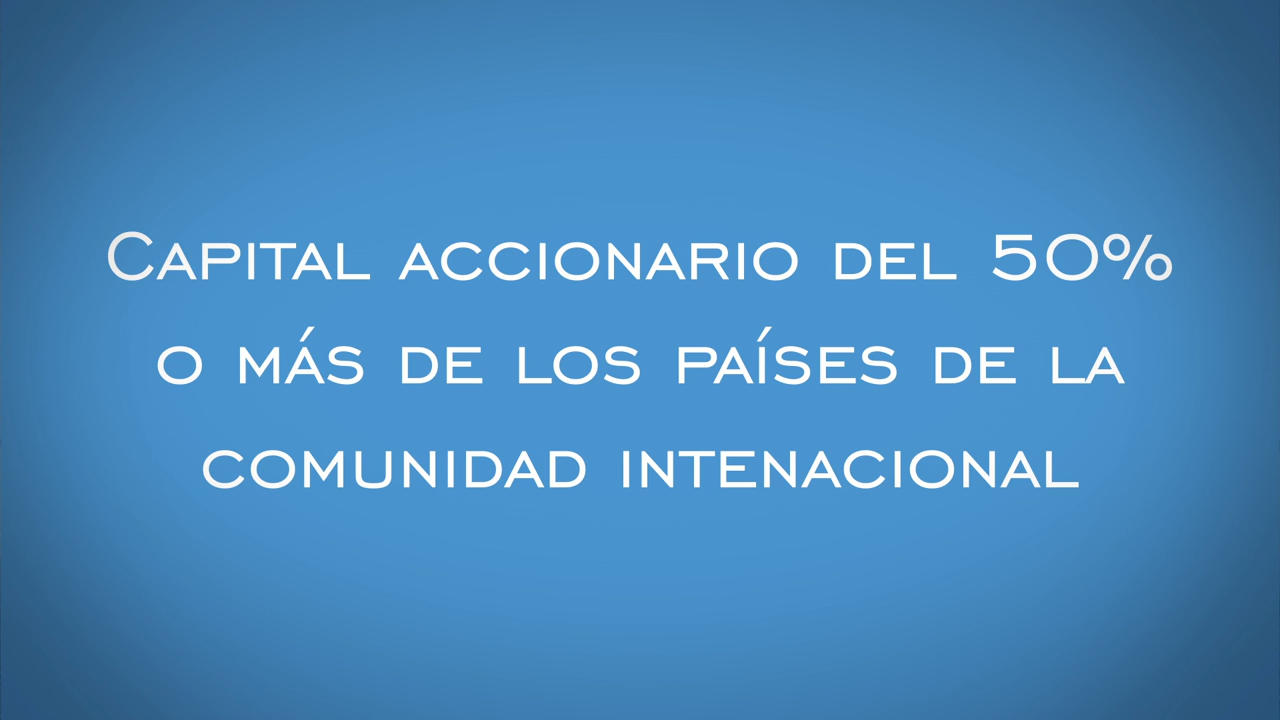 Capital accionario del 50%
o más de los países de la
comunidad intenacional